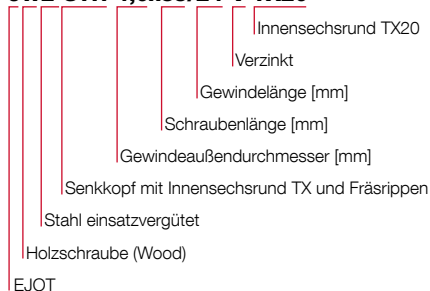 Innensechsrund TX20
Verzinkt
Gewindelänge [mm]
Schraubenlänge [mm]
Gewindeaußendurchmesser [mm]
Senkkopf mit Innensechsrund TX und Fräsrippen
Stahl einsatzvergütet
Holzschraube (Wood)
EJOT